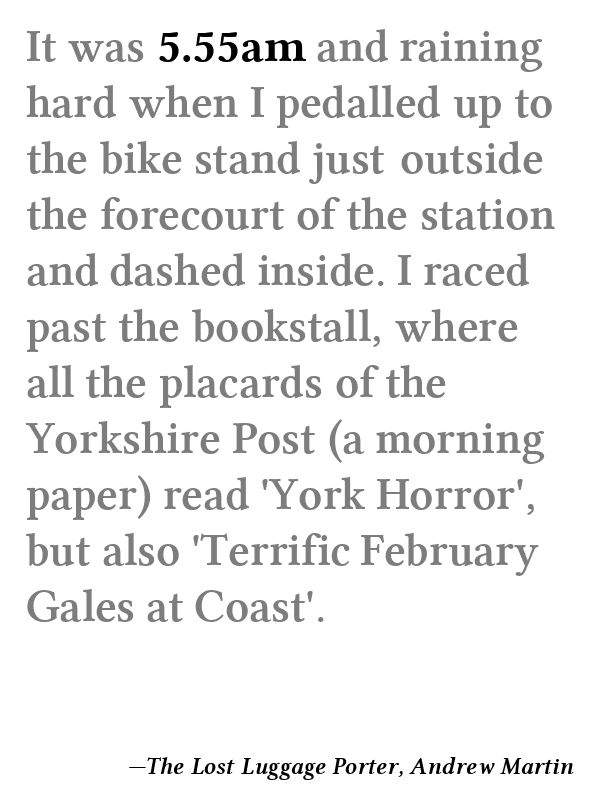 It was 5.55am and raining
hard when I pedalled up to
the bike stand just outside
the forecourt of the station
and dashed inside. I raced
past the bookstall, where
all the placards of the
Yorkshire Post (a morning
paper) read 'York Horror',
but also 'Terrific February
Gales at Coast'.
—The Lost Luggage Porter, Andrew Martin